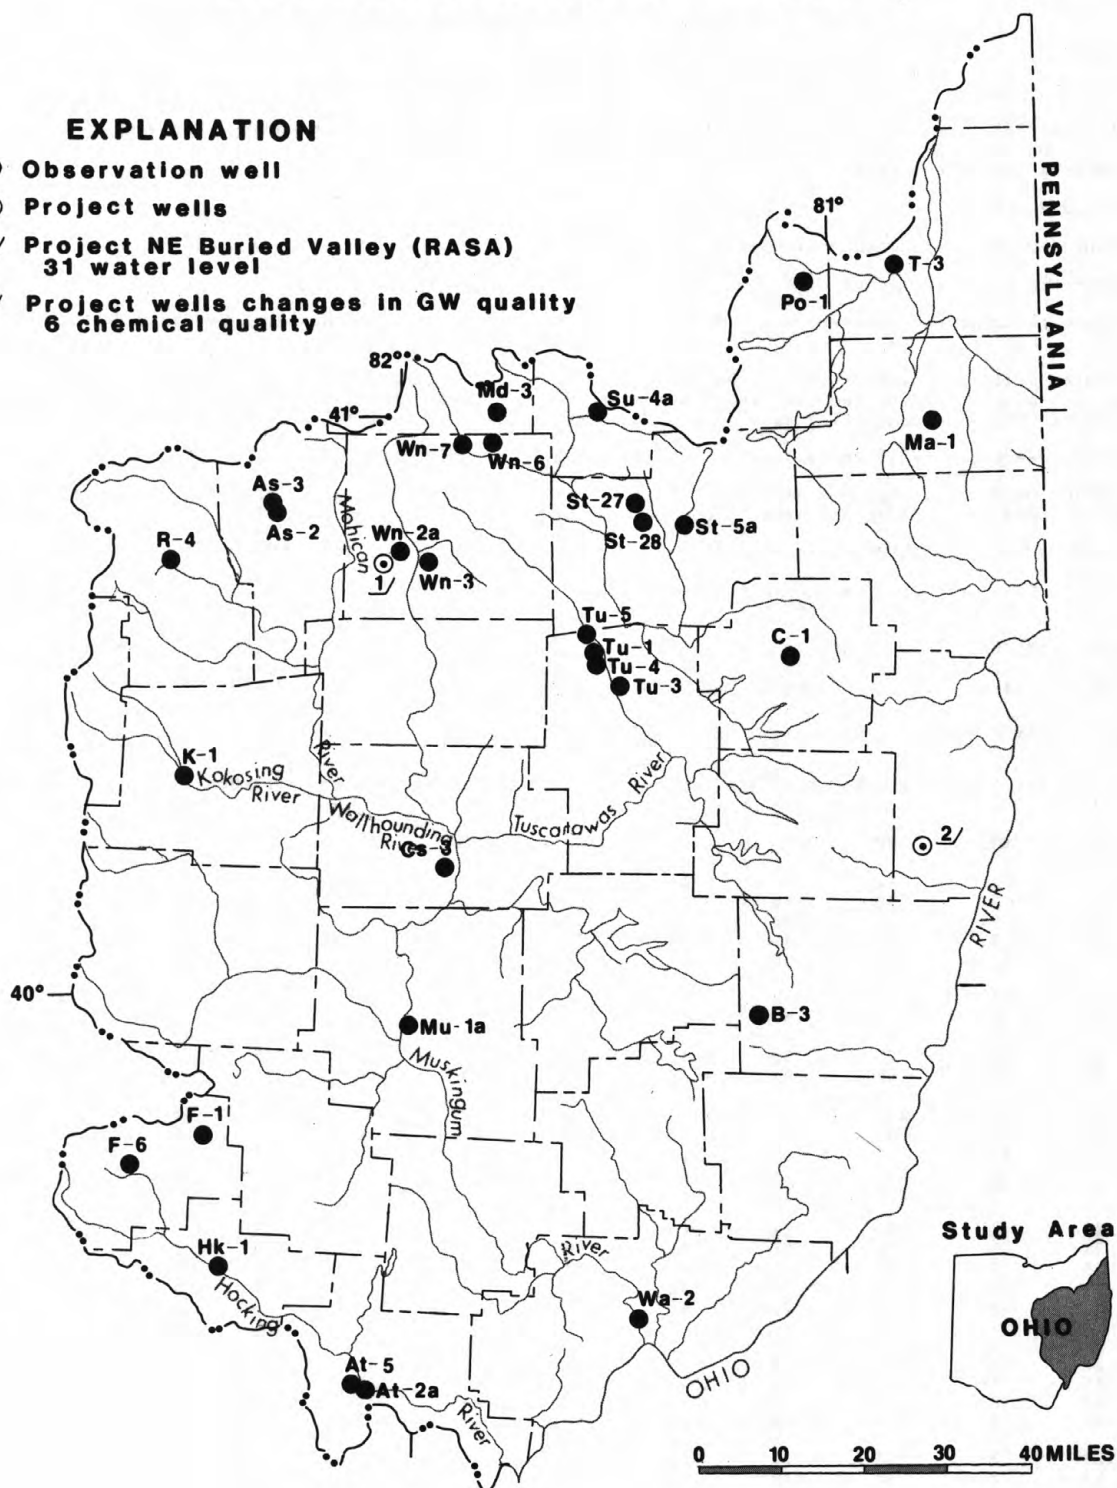 EXPLANATION
Observation well
Project wells
Project NE Buried Valley (RASA)
31 water level
Project wells changes in GW quality
6 chemical quality
PENNSYLVANIA
81°
T-3
Po-1
82°
Md-3
Su-4a
41°
Ma-1
Wn-7
Wn-6
As-3
As-2
St-27
St-28
St-5a
Mohican
R-4
Wn-2a
1/
Wn-3
Tu-5
Tu-1
Tu-4
Tu-3
C-1
River
K-1
Kokosing
River
Walhounding
River
Cs-3
Tuscarawas River
2/
RIVER
40°
B-3
Mu-1a
Muskingum
F-1
F-6
Hk-1
Hocking
River
Wa-2
At-5
At-2a
River
OHIO
Study Area
OHIO
0 10 20 30 40 MILES